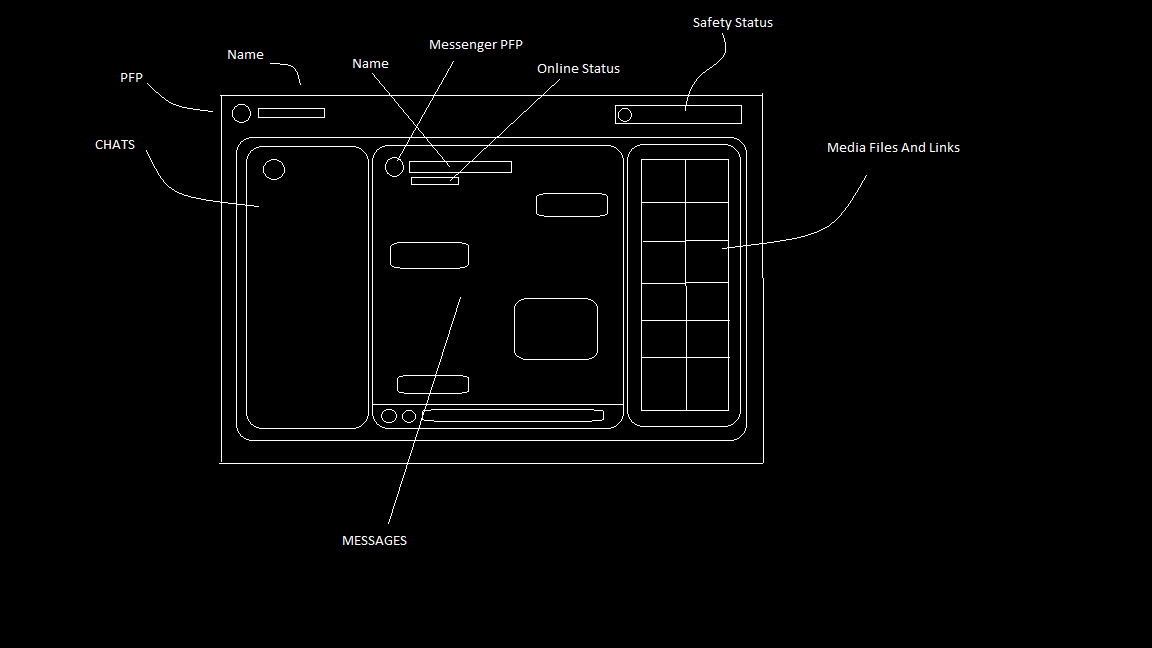 Safety Status
Messenger PFP
Name
Name
Online Status
PFP
CHATS
Media Files And Links
MESSAGES